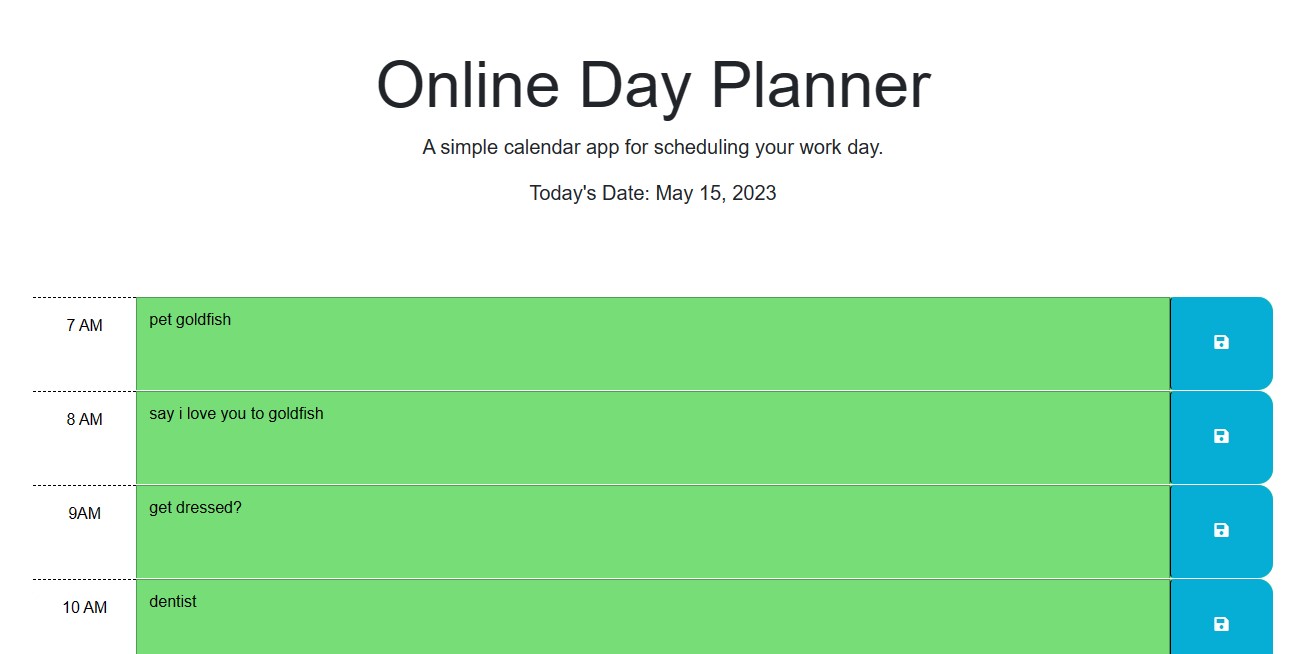 Online Day Planner
A simple calendar app for scheduling your work day.
Today's Date: May 15, 2023
7 AM
pet goldfish
8 AM
say i love you to goldfish
9AM
get dressed?
10 AM
dentist